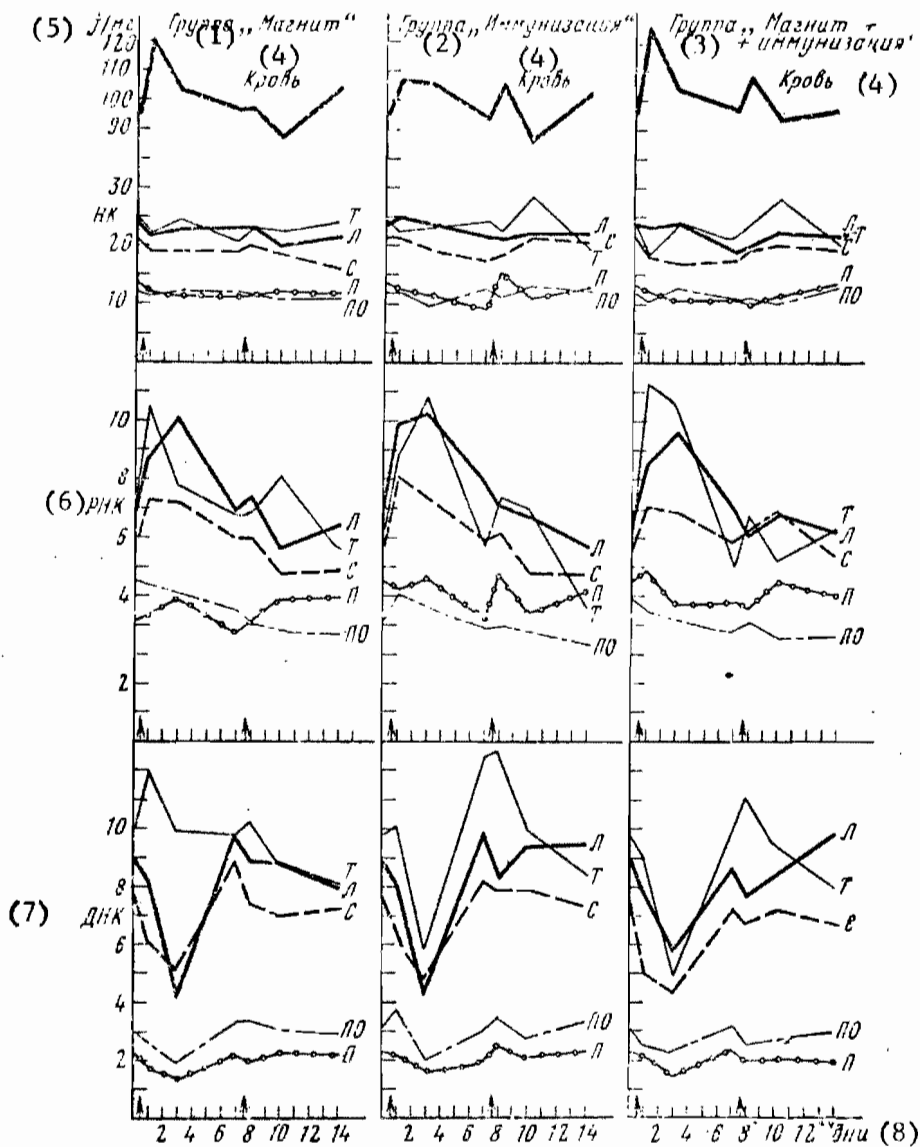 (5) γ/мг Группа „Магнит“ Группа „Иммунизация“ Группа „Магнит +
(1) (2) (3) + иммунизация“
(4) (4)
Кровь Кровь Кровь (4)
120
110
100
90
30
НК
20
10
Т
Л
С
П
ПО
Л
С
Т
Л
Т
С
П
ПО
10
8
(6) РНК
6
4
2
Л
Т
С
П
ПО
Л
С
П
Т
ПО
Т
Л
С
П
ПО
10
8
(7) ДНК
6
4
2
Т
Л
С
ПО
П
Л
Т
С
ПО
П
Л
Т
С
ПО
П
2 4 6 8 10 12 14 2 4 6 8 10 12 14 2 4 6 8 10 12 14 дни (8)